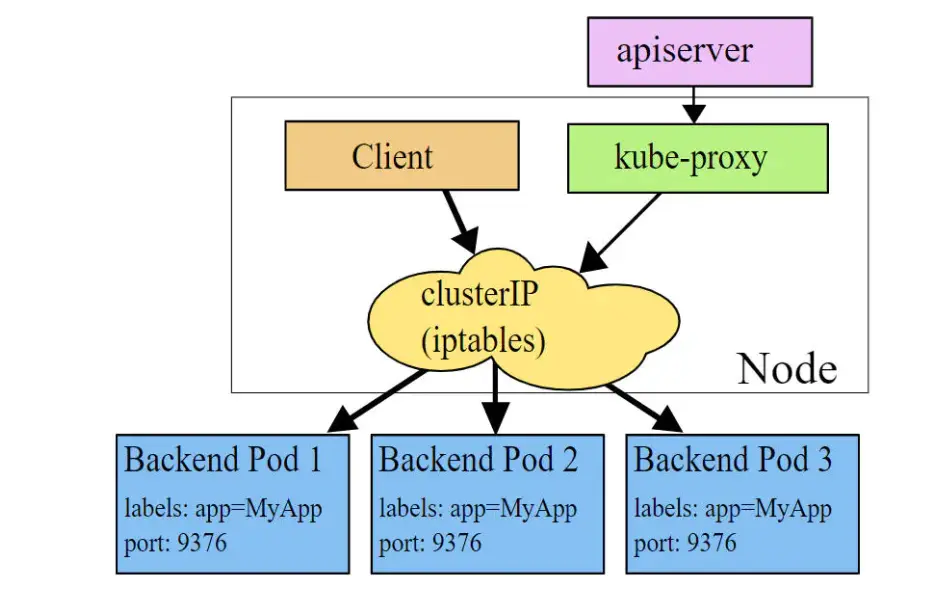 apiserver
Client
kube-proxy
clusterIP
(iptables)
Node
Backend Pod 1
labels: app=MyApp
port: 9376
Backend Pod 2
labels: app=MyApp
port: 9376
Backend Pod 3
labels: app=MyApp
port: 9376